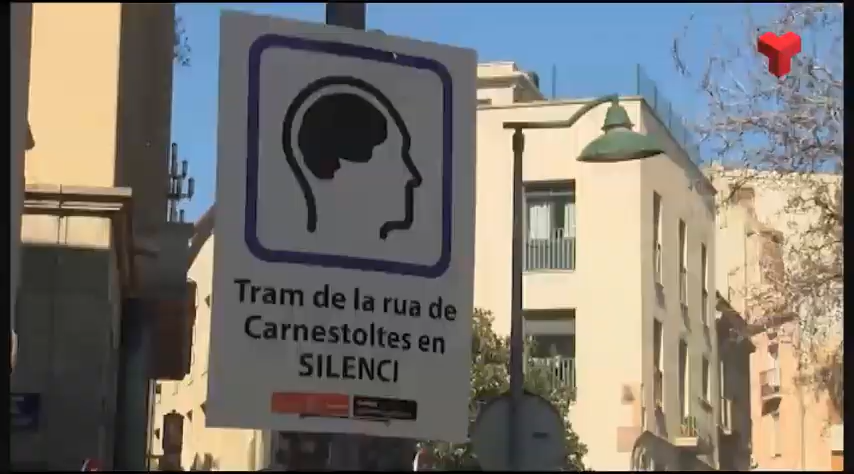 Tram de la rua de
Carnestoltes en
SILENCI